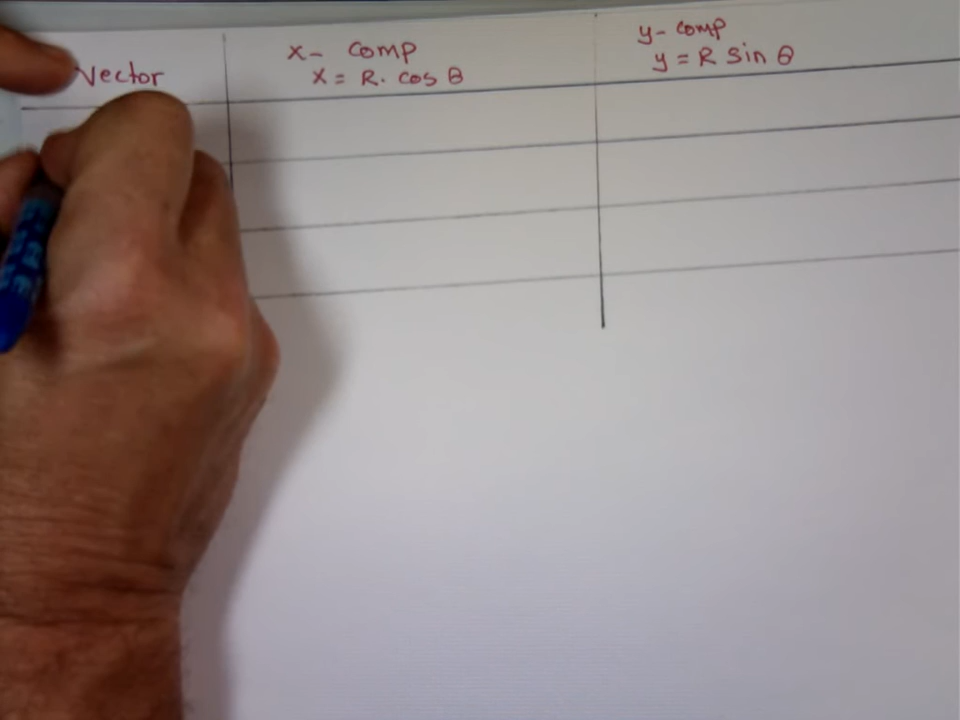 Vector
x- comp
x = R. cos θ
y- comp
y = R sin θ